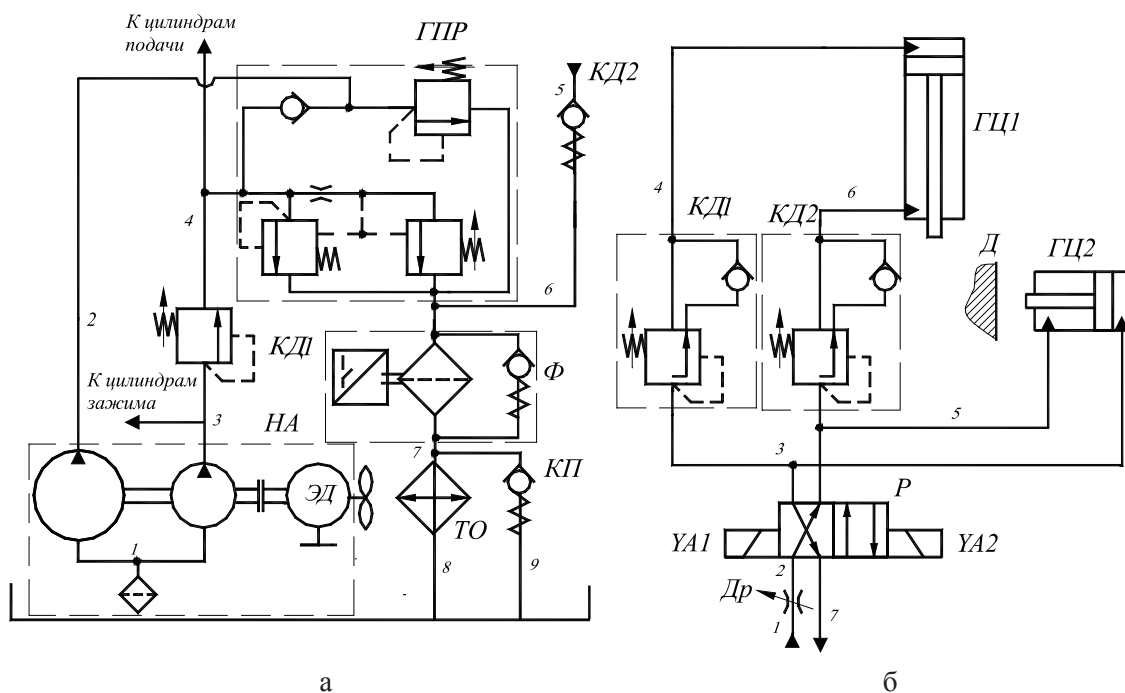 К цилиндрам
подачи
ГПР
КД2
5
4
2
6
КД1
К цилиндрам
зажима
3
НА
Ф
7
КП
ЭД
ТО
1
8
9
а
ГЦ1
4
6
КД1
КД2
Д
ГЦ2
5
3
Р
YA1
YA2
2
Др
1
7
б